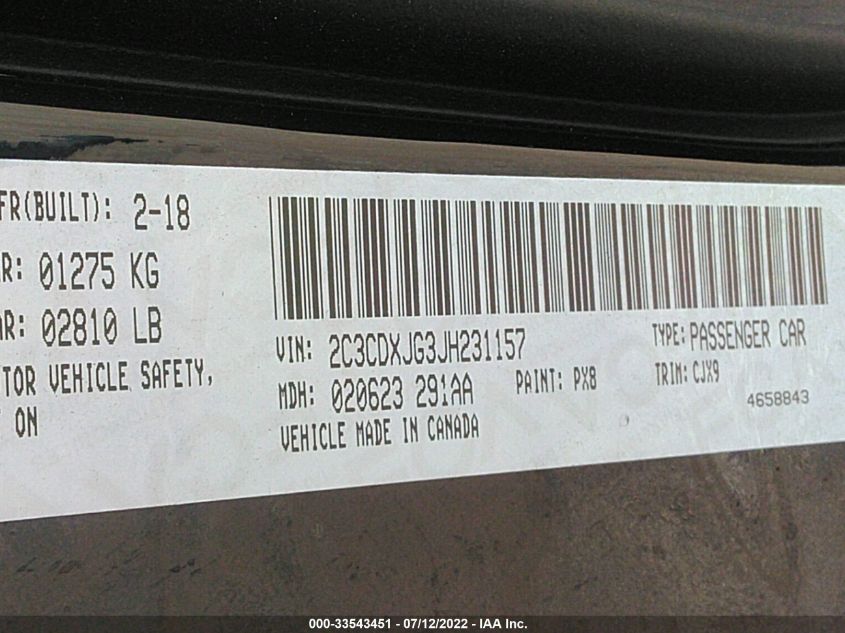 FR(BUILT): 2-18
R: 01275 KG
AR: 02810 LB
TOR VEHICLE SAFETY,
ON
VIN: 2C3CDXJG3JH231157
TYPE: PASSENGER CAR
MDH: 020623 291AA
PAINT: PX8
TRIM: CJX9
VEHICLE MADE IN CANADA
4658843
000-33543451 - 07/12/2022 - IAA Inc.